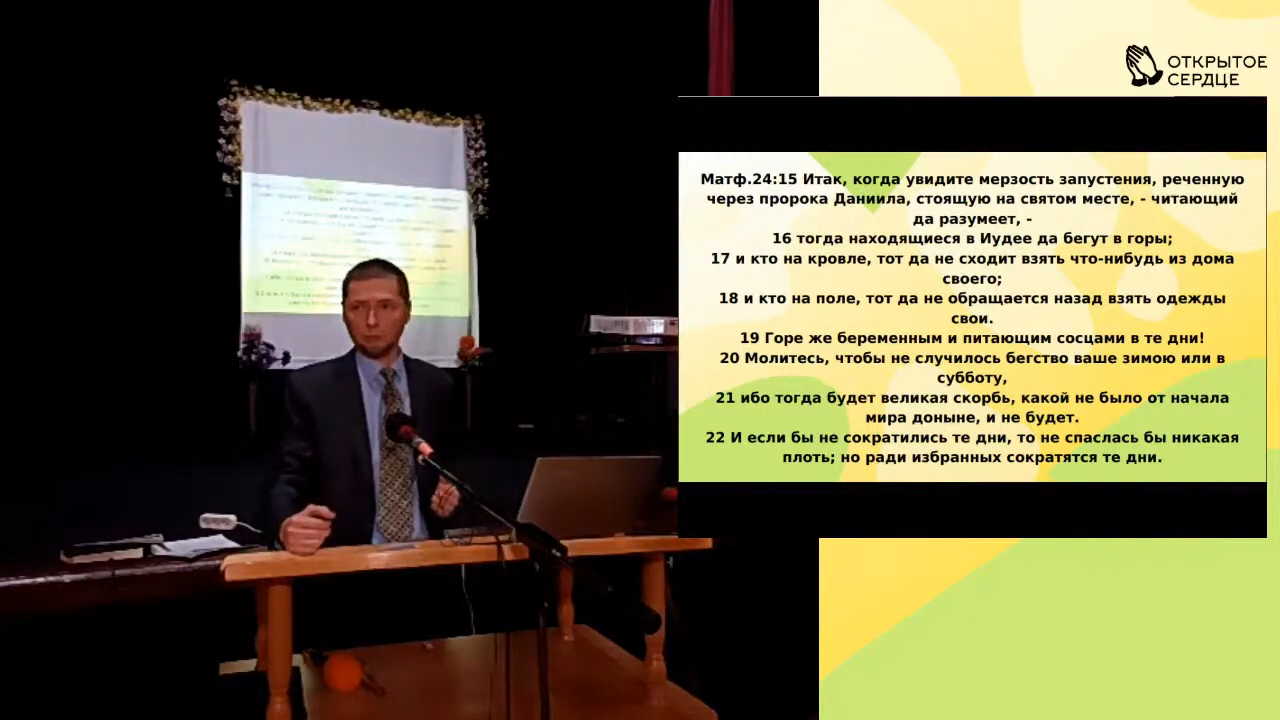 ОТКРЫТОЕ
СЕРДЦЕ
Матф.24:15 Итак, когда увидите мерзость запустения, реченную
через пророка Даниила, стоящую на святом месте, - читающий
да разумеет, -
16 тогда находящиеся в Иудее да бегут в горы;
17 и кто на кровле, тот да не сходит взять что-нибудь из дома
своего;
18 и кто на поле, тот да не обращается назад взять одежды
свои.
19 Горе же беременным и питающим сосцами в те дни!
20 Молитесь, чтобы не случилось бегство ваше зимою или в
субботу,
21 ибо тогда будет великая скорбь, какой не было от начала
мира доныне, и не будет.
22 И если бы не сократились те дни, то не спаслась бы никакая
плоть; но ради избранных сократятся те дни.